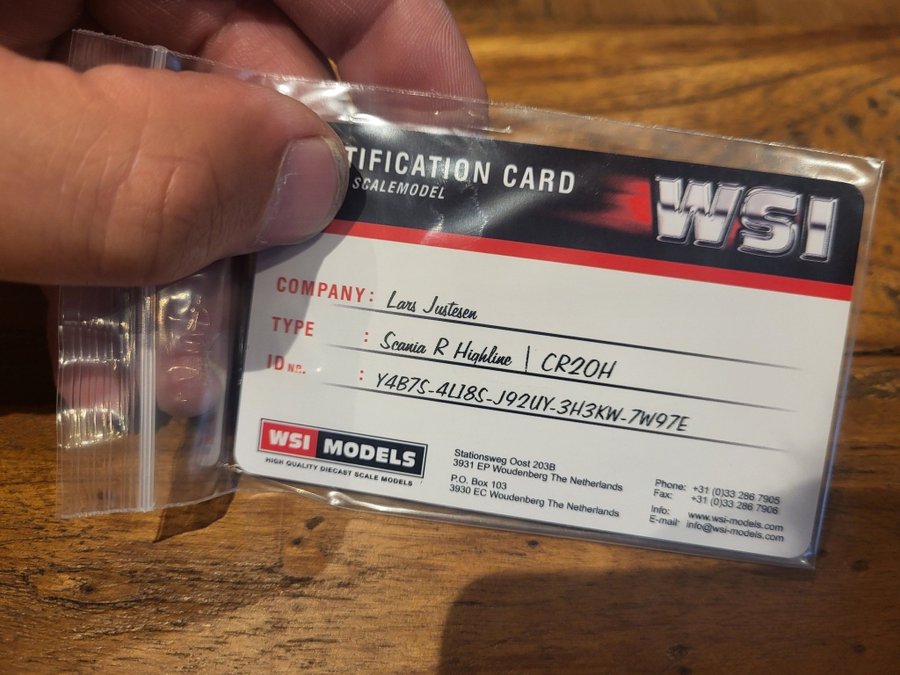 TIFICATION CARD
SCALEMODEL
WSI
COMPANY: Lars Justesen
TYPE : Scania R Highline | CR20H
ID NR. : Y4B7S-4L18S-J92UY-3H3KW-7W97E
WSI MODELS
HIGH QUALITY DIECAST SCALE MODELS
Stationsweg Oost 203B
3931 EP Woudenberg The Netherlands
P.O. Box 103
3930 EC Woudenberg The Netherlands
Phone: +31 (0)33 286 7905
Fax: +31 (0)33 286 7906
Info: www.wsi-models.com
E-mail: info@wsi-models.com